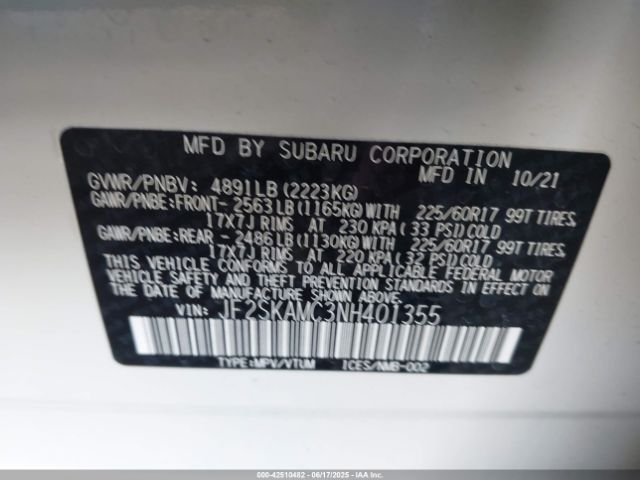 MFD BY SUBARU CORPORATION
GVWR/PNBV: 4891LB(2223KG) MFD IN 10/21
GAWR/PNBE:FRONT- 2563LB(1165KG)WITH 225/60R17 99T TIRES,
17X7J RIMS AT 230 KPA(33 PSI)COLD
GAWR/PNBE:REAR - 2486LB(1130KG)WITH 225/60R17 99T TIRES,
17X7J RIMS AT 220 KPA(32 PSI)COLD
THIS VEHICLE CONFORMS TO ALL APPLICABLE FEDERAL MOTOR
VEHICLE SAFETY AND THEFT PREVENTION STANDARDS
IN EFFECT ON THE DATE OF MANUFACTURE SHOWN ABOVE.
VIN: JF2SKAMC3NH401355
TYPE:MPV/VTUM ICES/NMB-002
000-42510482 - 06/17/2025 - IAAI.COM